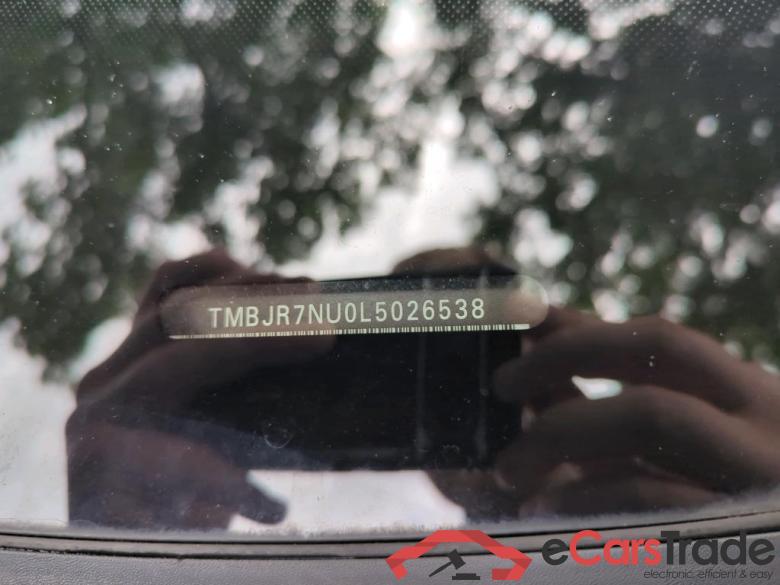 TMBJR7NU0L5026538
eCarsTrade
electronic, efficient & easy